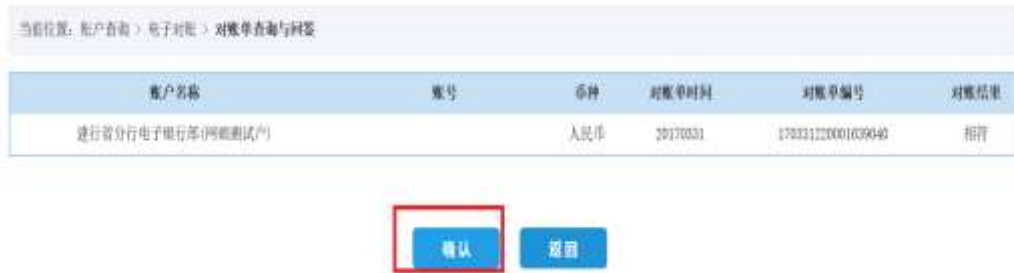 当前位置：账户查询 > 电子对账 > 对账单查询与回签
账户名称 账号 币种 对账单时间 对账单编号 对账结果
建行省分行电子银行部(网银测试户) 人民币 20170331 170331220001639040 相符
确认 返回